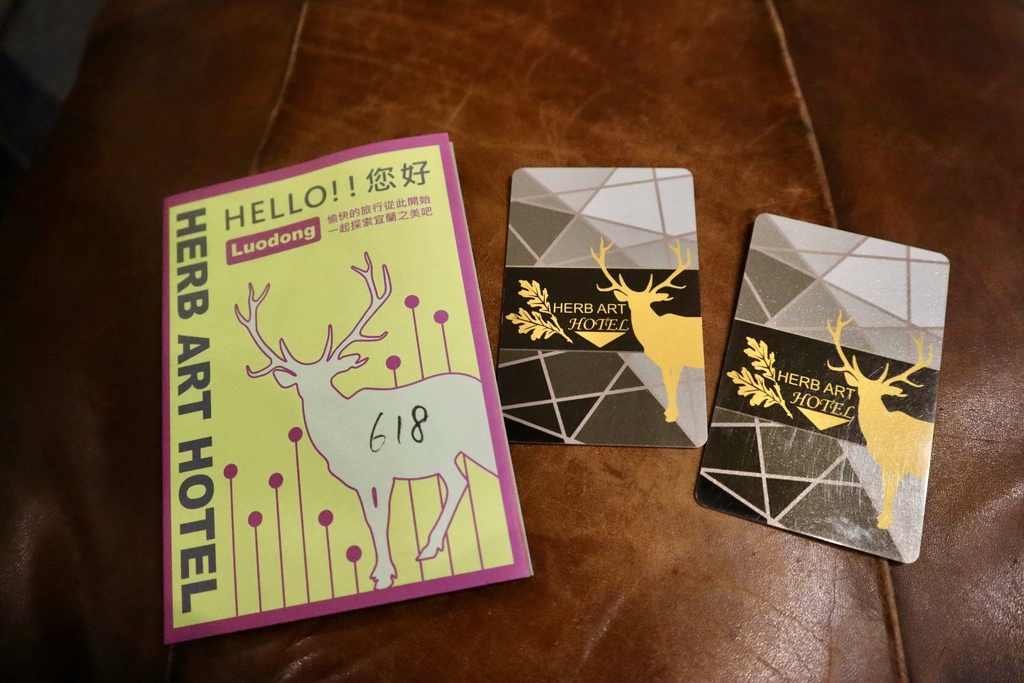 HELLO!! 您好
Luodong
愉快的旅行從此開始
一起探索宜蘭之美吧
HERB ART HOTEL
618
HERB ART
HOTEL
HERB ART
HOTEL